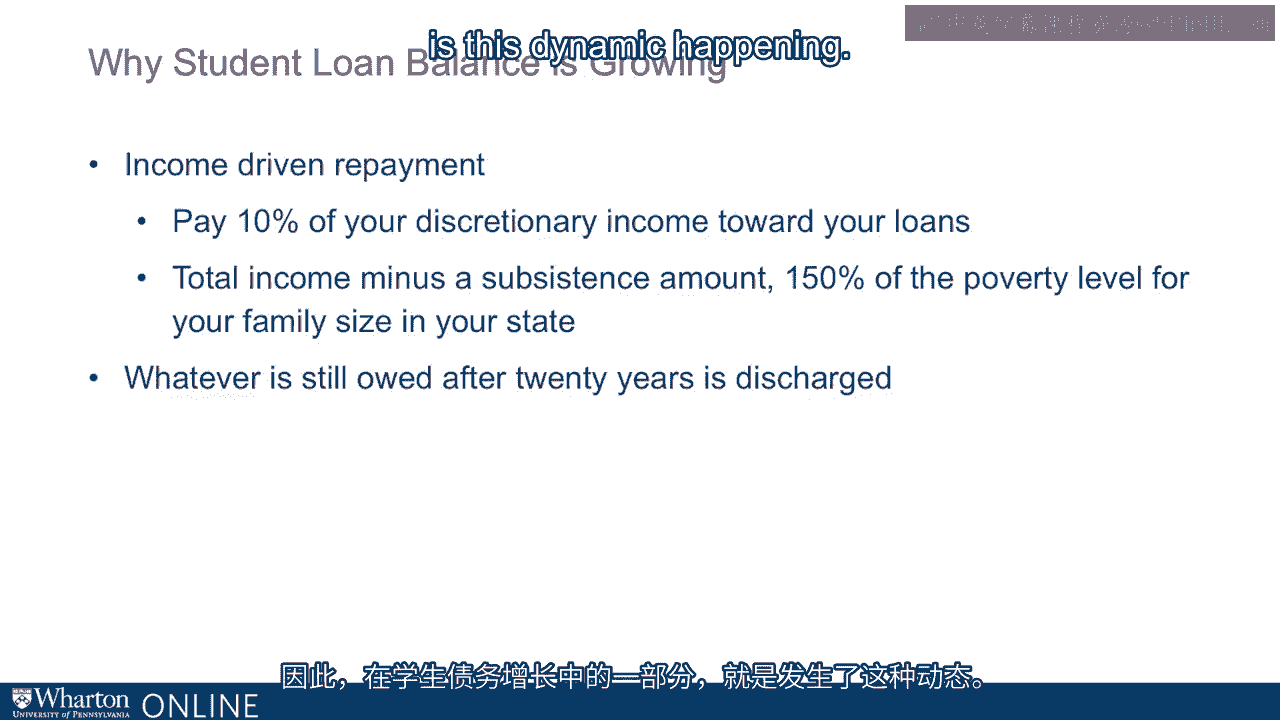 is this dynamic happening.
Why Student Loan Balance is Growing
• Income driven repayment
• Pay 10% of your discretionary income toward your loans
• Total income minus a subsistence amount, 150% of the poverty level for
your family size in your state
• Whatever is still owed after twenty years is discharged
因此，在学生债务增长中的一部分，就是发生了这种动态。
Wharton
UNIVERSITY of PENNSYLVANIA
ONLINE